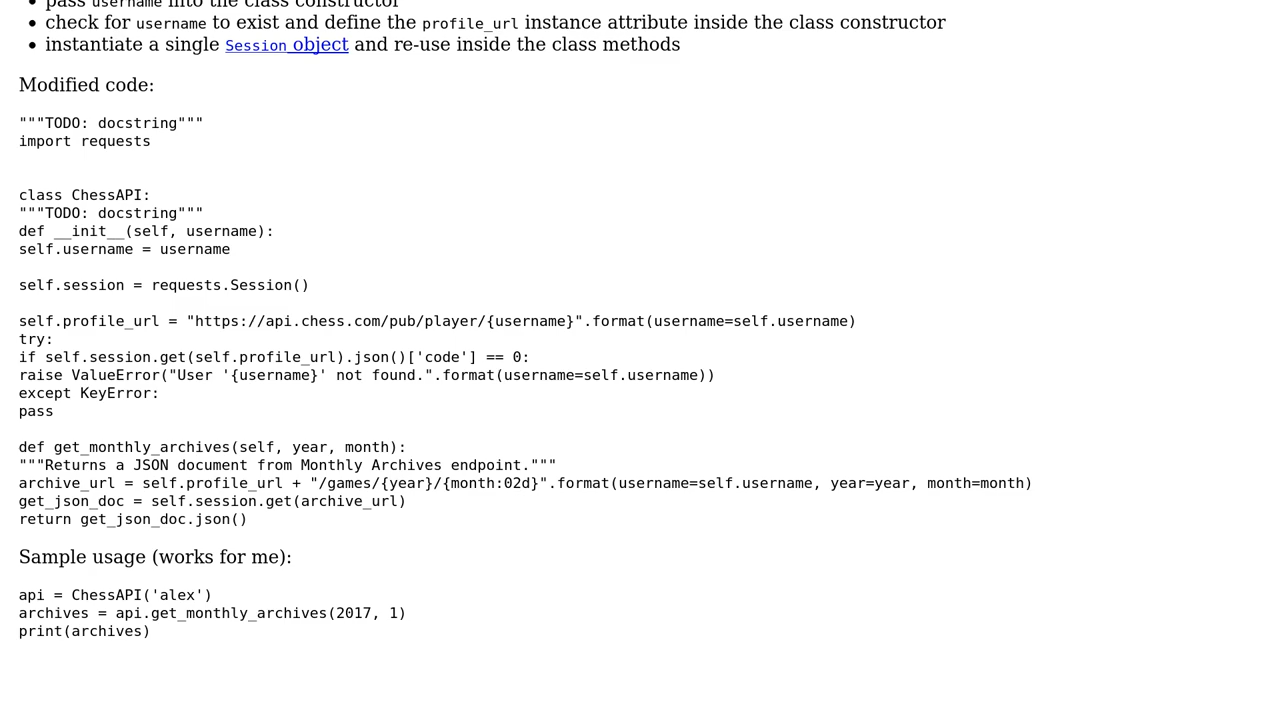 pass username into the class constructor
check for username to exist and define the profile_url instance attribute inside the class constructor
instantiate a single Session object and re-use inside the class methods
Modified code:
"""TODO: docstring"""
import requests
class ChessAPI:
"""TODO: docstring"""
def __init__(self, username):
self.username = username
self.session = requests.Session()
self.profile_url = "https://api.chess.com/pub/player/{username}".format(username=self.username)
try:
if self.session.get(self.profile_url).json()['code'] == 0:
raise ValueError("User '{username}' not found.".format(username=self.username))
except KeyError:
pass
def get_monthly_archives(self, year, month):
"""Returns a JSON document from Monthly Archives endpoint."""
archive_url = self.profile_url + "/games/{year}/{month:02d}".format(username=self.username, year=year, month=month)
get_json_doc = self.session.get(archive_url)
return get_json_doc.json()
Sample usage (works for me):
api = ChessAPI('alex')
archives = api.get_monthly_archives(2017, 1)
print(archives)